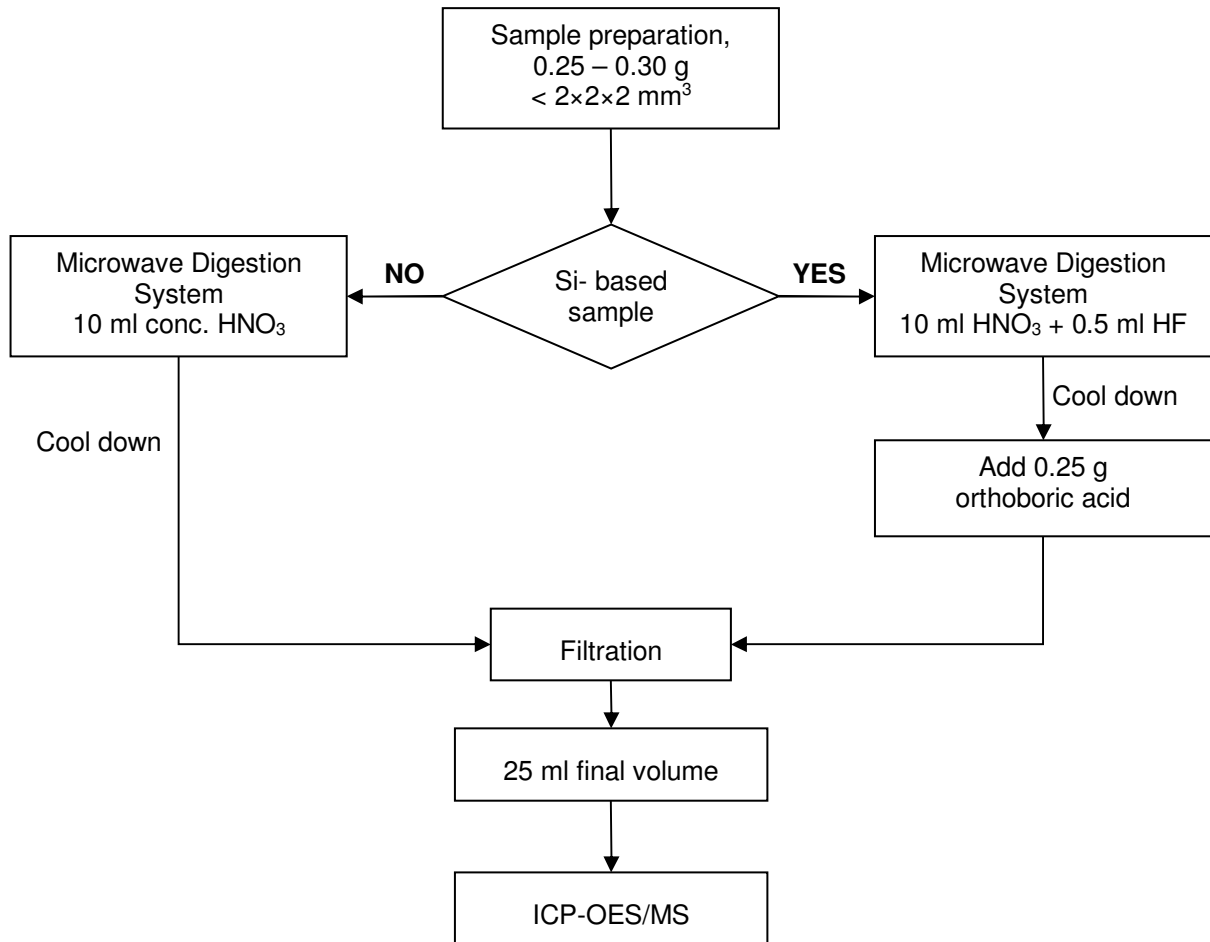 Sample preparation,
0.25 – 0.30 g
< 2×2×2 mm³
Microwave Digestion
System
10 ml conc. HNO₃
NO
Si- based
sample
YES
Microwave Digestion
System
10 ml HNO₃ + 0.5 ml HF
Cool down
Cool down
Add 0.25 g
orthoboric acid
Filtration
25 ml final volume
ICP-OES/MS